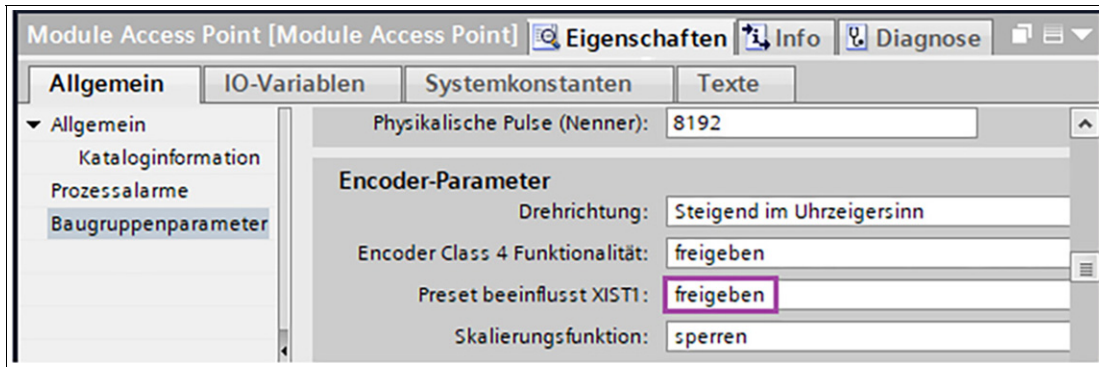 Module Access Point [Module Access Point] Eigenschaften Info Diagnose
Allgemein IO-Variablen Systemkonstanten Texte
Allgemein
Kataloginformation
Prozessalarme
Baugruppenparameter
Physikalische Pulse (Nenner): 8192
Encoder-Parameter
Drehrichtung: Steigend im Uhrzeigersinn
Encoder Class 4 Funktionalität: freigeben
Preset beeinflusst XIST1: freigeben
Skalierungsfunktion: sperren